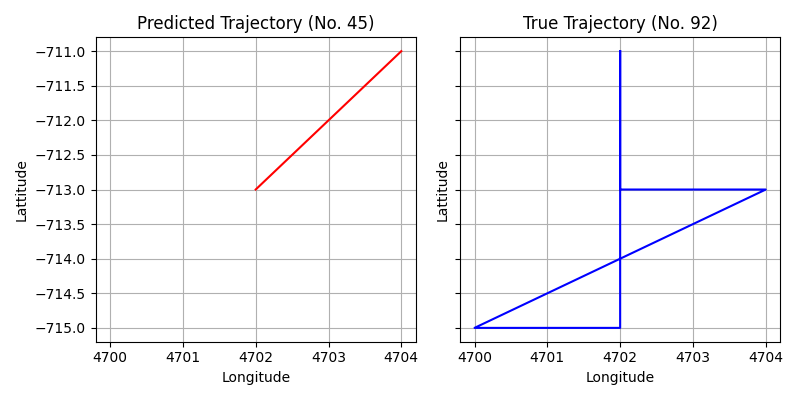 Predicted Trajectory (No. 45)
True Trajectory (No. 92)
−711.0
−711.5
−712.0
−712.5
−713.0
−713.5
−714.0
−714.5
−715.0
Lattitude
Lattitude
4700 4701 4702 4703 4704
4700 4701 4702 4703 4704
Longitude
Longitude